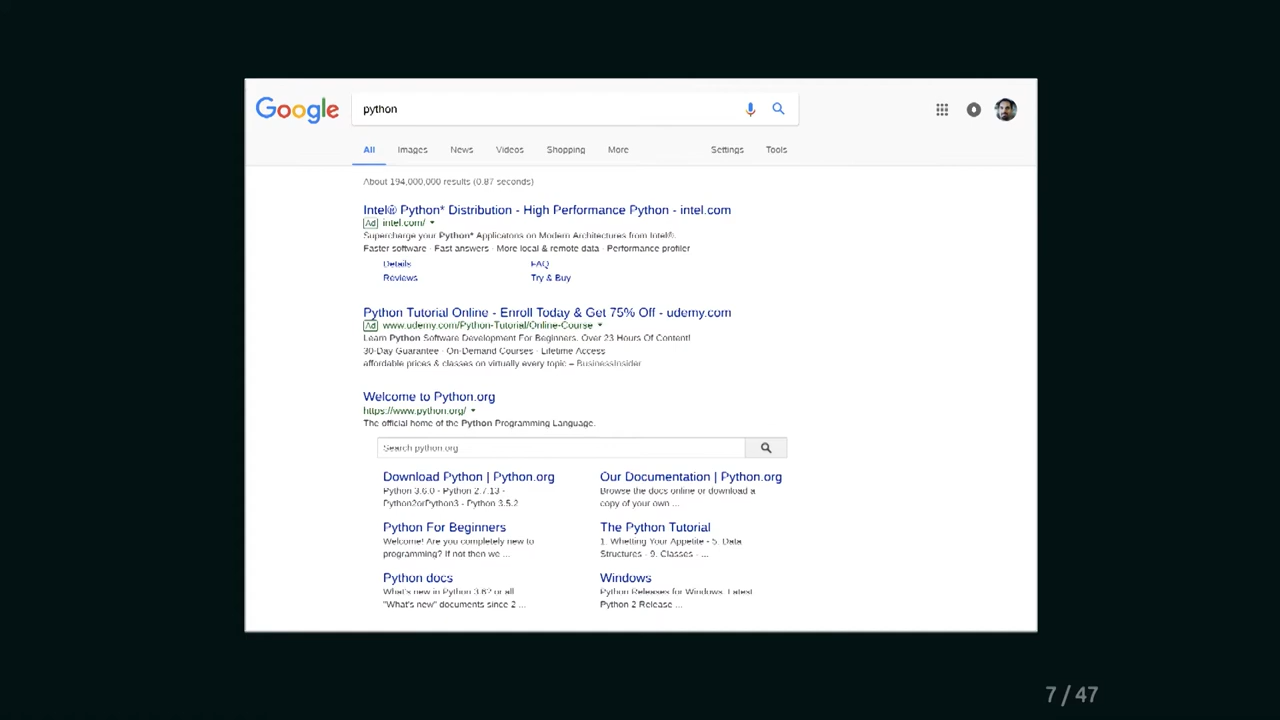 Google
python
All Images News Videos Shopping More Settings Tools
About 194,000,000 results (0.87 seconds)
Intel® Python* Distribution - High Performance Python - intel.com
Ad intel.com/
Supercharge your Python* Applications on Modern Architectures from Intel®.
Faster software · Fast answers · More local & remote data · Performance profiler
Details FAQ
Reviews Try & Buy
Python Tutorial Online - Enroll Today & Get 75% Off - udemy.com
Ad www.udemy.com/Python-Tutorial/Online-Course
Learn Python Software Development For Beginners. Over 23 Hours Of Content!
30-Day Guarantee · On-Demand Courses · Lifetime Access
affordable prices & classes on virtually every topic – BusinessInsider
Welcome to Python.org
https://www.python.org/
The official home of the Python Programming Language.
Search python.org
Download Python | Python.org
Python 3.6.0 - Python 2.7.13 -
Python2orPython3 - Python 3.5.2
Our Documentation | Python.org
Browse the docs online or download a
copy of your own ...
Python For Beginners
Welcome! Are you completely new to
programming? If not then we ...
The Python Tutorial
1. Whetting Your Appetite - 5. Data
Structures - 9. Classes - ...
Python docs
What's new in Python 3.6? or all
"What's new" documents since 2 ...
Windows
Python Releases for Windows. Latest
Python 2 Release ...
7 / 47